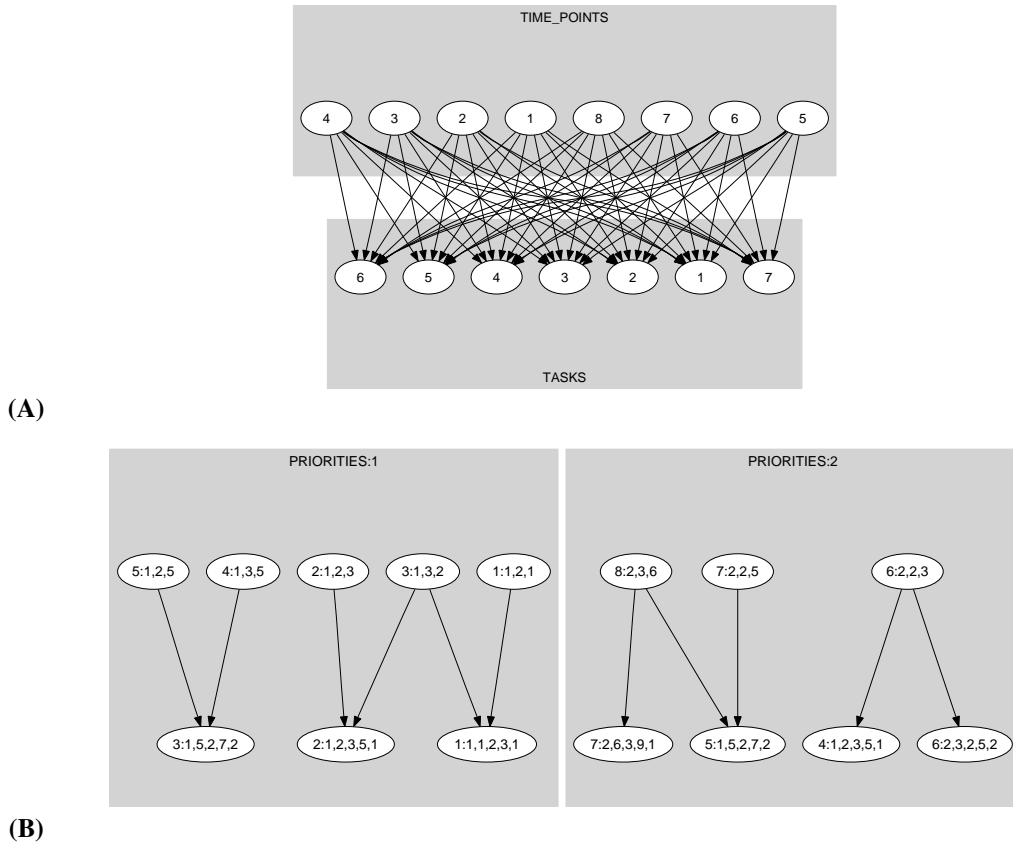 TIME_POINTS
4 3 2 1 8 7 6 5
6 5 4 3 2 1 7
TASKS
(A)
PRIORITIES:1 PRIORITIES:2
5:1,2,5 4:1,3,5 2:1,2,3 3:1,3,2 1:1,2,1 8:2,3,6 7:2,2,5 6:2,2,3
3:1,5,2,7,2 2:1,2,3,5,1 1:1,1,2,3,1 7:2,6,3,9,1 5:1,5,2,7,2 4:1,2,3,5,1 6:2,3,2,5,2
(B)